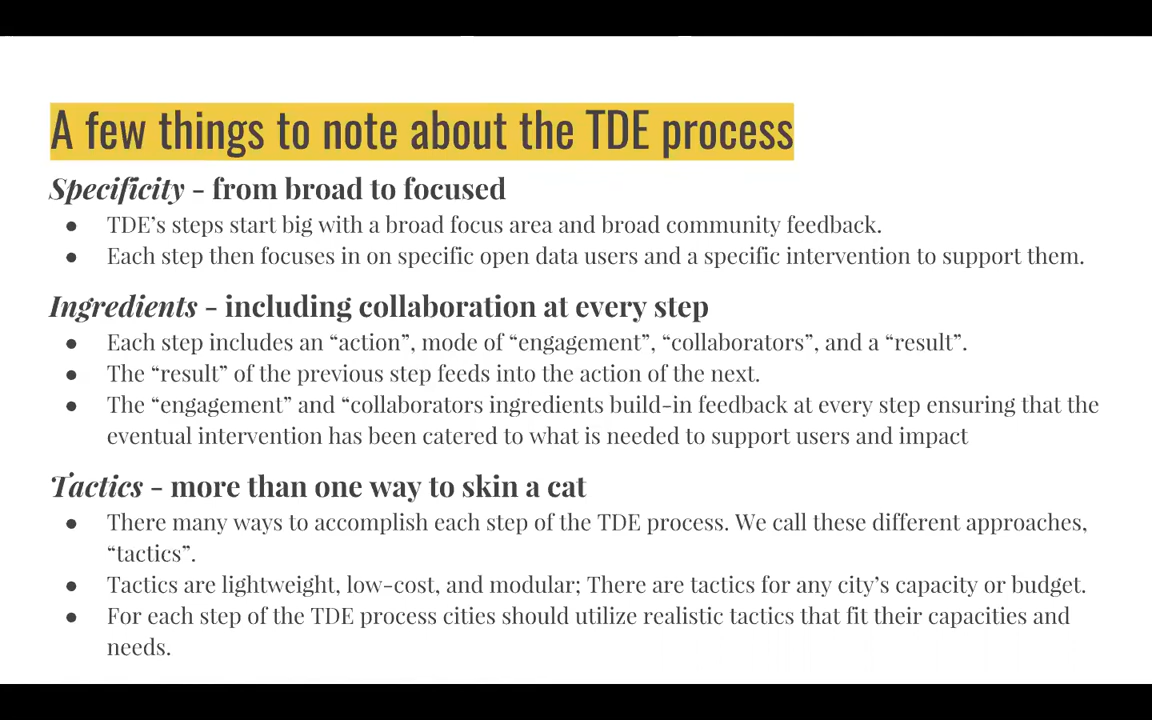 A few things to note about the TDE process
Specificity - from broad to focused
● TDE’s steps start big with a broad focus area and broad community feedback.
● Each step then focuses in on specific open data users and a specific intervention to support them.
Ingredients - including collaboration at every step
● Each step includes an “action”, mode of “engagement”, “collaborators”, and a “result”.
● The “result” of the previous step feeds into the action of the next.
● The “engagement” and “collaborators ingredients build-in feedback at every step ensuring that the
eventual intervention has been catered to what is needed to support users and impact
Tactics - more than one way to skin a cat
● There many ways to accomplish each step of the TDE process. We call these different approaches,
“tactics”.
● Tactics are lightweight, low-cost, and modular; There are tactics for any city’s capacity or budget.
● For each step of the TDE process cities should utilize realistic tactics that fit their capacities and
needs.